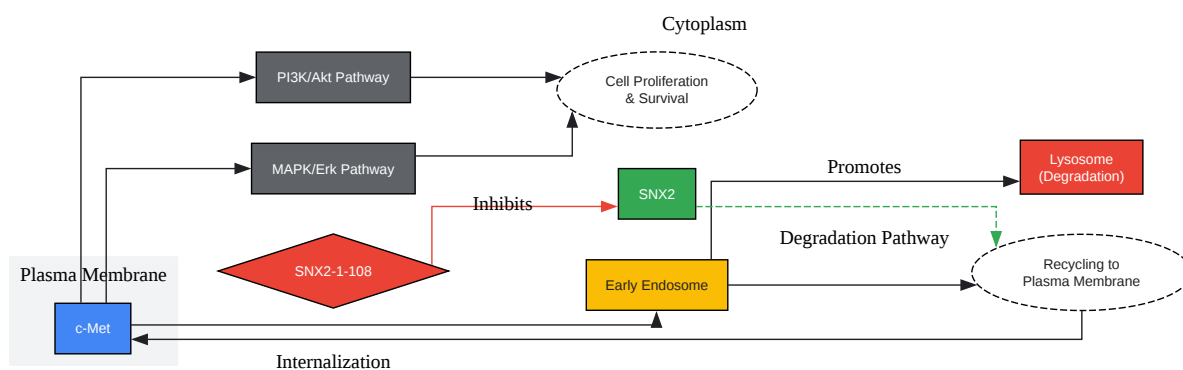 Cytoplasm
PI3K/Akt Pathway
Cell Proliferation
& Survival
MAPK/Erk Pathway
Promotes
Lysosome
(Degradation)
SNX2
Inhibits
Degradation Pathway
SNX2-1-108
Plasma Membrane
Early Endosome
Recycling to
Plasma Membrane
c-Met
Internalization